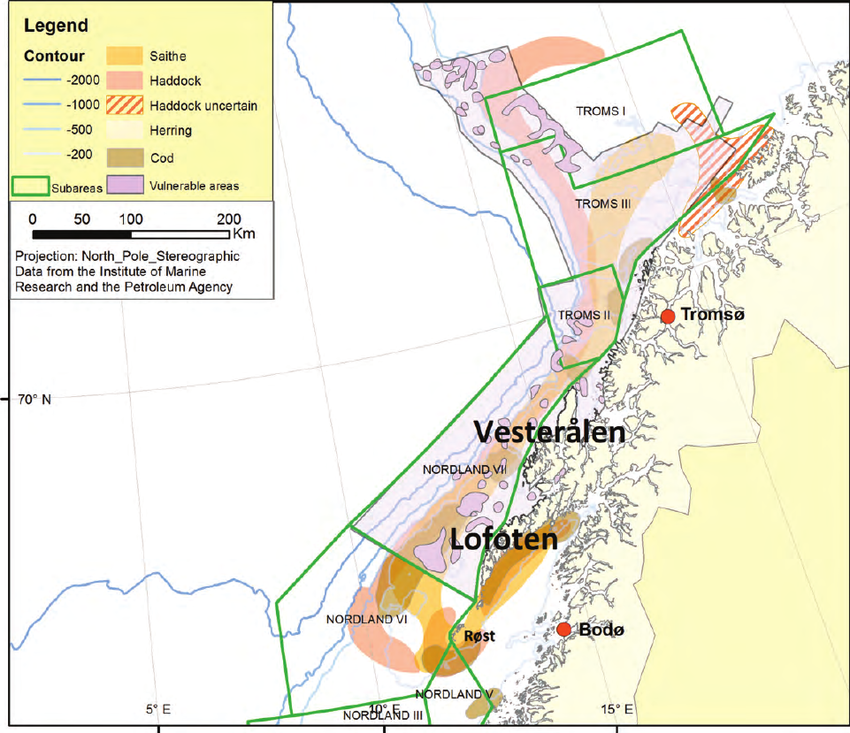 Legend
Contour
-2000
-1000
-500
-200
Subareas
Saithe
Haddock
Haddock uncertain
Herring
Cod
Vulnerable areas
0 50 100 200
Km
Projection: North_Pole_Stereographic
Data from the Institute of Marine
Research and the Petroleum Agency
TROMS I
TROMS III
TROMS II
Tromsø
70° N
Vesterålen
NORDLAND VII
Lofoten
NORDLAND VI
Røst
Bodø
NORDLAND V
5° E
10° E
15° E
NORDLAND III